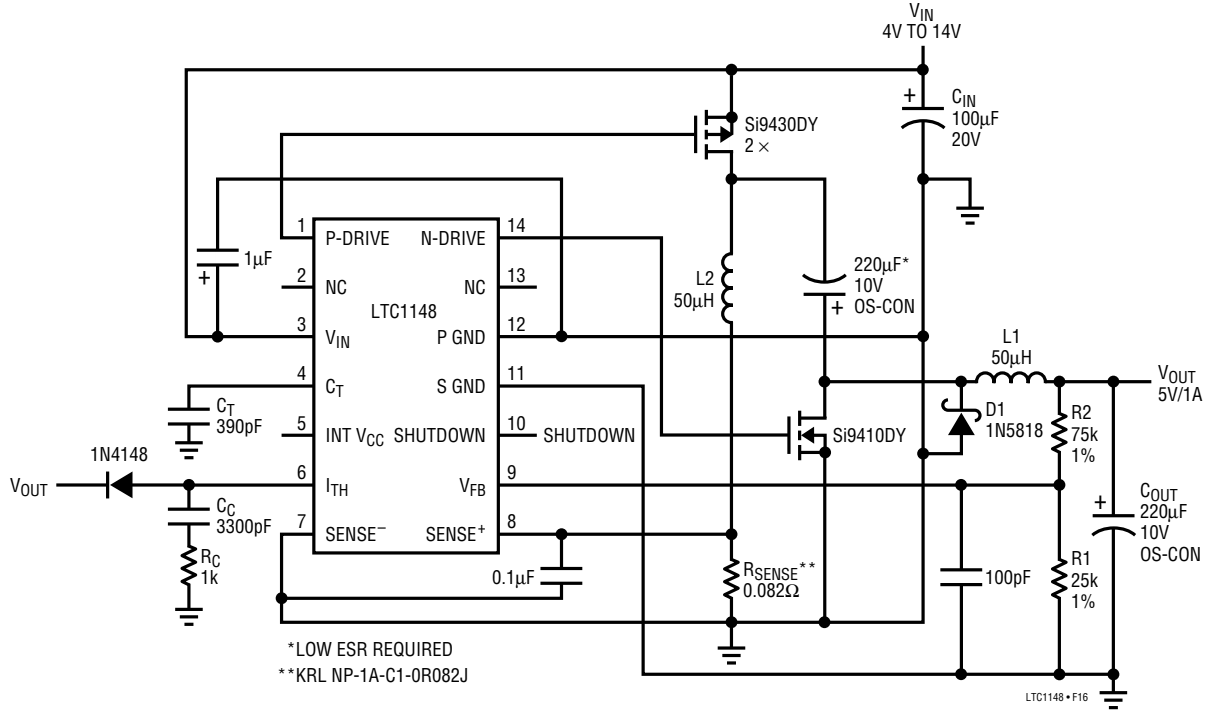 VIN
4V TO 14V
+
CIN
100µF
20V
Si9430DY
2 ×
1
P-DRIVE
N-DRIVE
14
1µF
+
2
NC
NC
13
L2
50µH
220µF*
10V
OS-CON
+
LTC1148
3
VIN
P GND
12
L1
50µH
4
CT
S GND
11
VOUT
5V/1A
CT
390pF
D1
1N5818
R2
75k
1%
5
INT VCC
SHUTDOWN
10
SHUTDOWN
Si9410DY
1N4148
VOUT
6
ITH
VFB
9
+
COUT
220µF
10V
OS-CON
CC
3300pF
7
SENSE–
SENSE+
8
RC
1k
0.1µF
RSENSE**
0.082Ω
100pF
R1
25k
1%
*LOW ESR REQUIRED
**KRL NP-1A-C1-0R082J
LTC1148 • F16